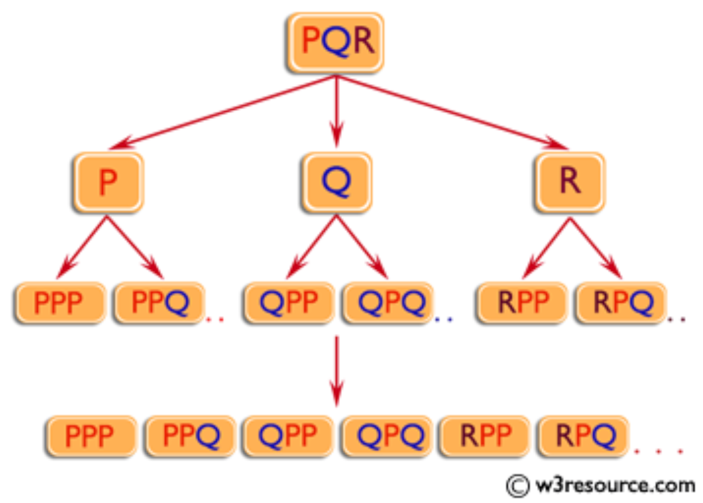 PQR
P Q R
PPP PPQ.. QPP QPQ.. RPP RPQ..
PPP PPQ QPP QPQ RPP RPQ...
© w3resource.com